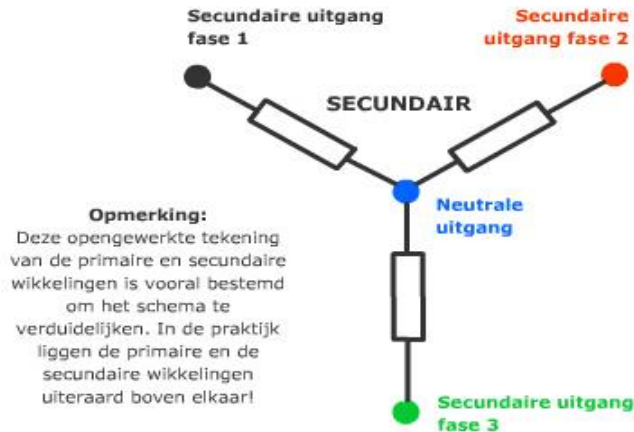 Secundaire uitgang
fase 1
Secundaire
uitgang fase 2
SECUNDAIR
Neutrale
uitgang
Opmerking:
Deze opengewerkte tekening
van de primaire en secundaire
wikkelingen is vooral bestemd
om het schema te
verduidelijken. In de praktijk
liggen de primaire en de
secundaire wikkelingen
uiteraard boven elkaar!
Secundaire uitgang
fase 3